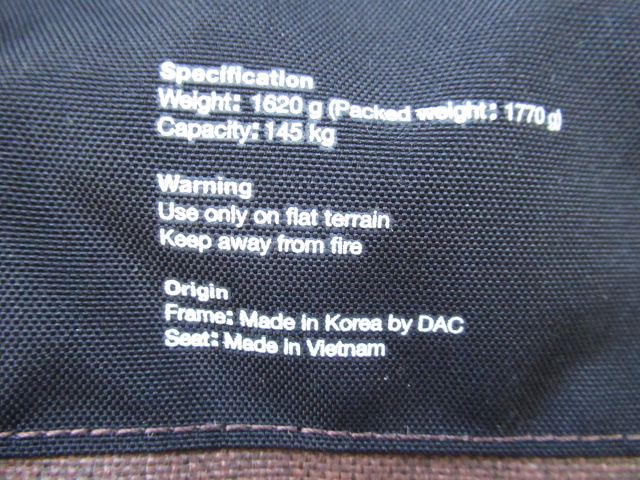 Specification
Weight: 1620 g (Packed weight: 1770 g)
Capacity: 145 kg
Warning
Use only on flat terrain
Keep away from fire
Origin
Frame: Made in Korea by DAC
Seat: Made in Vietnam